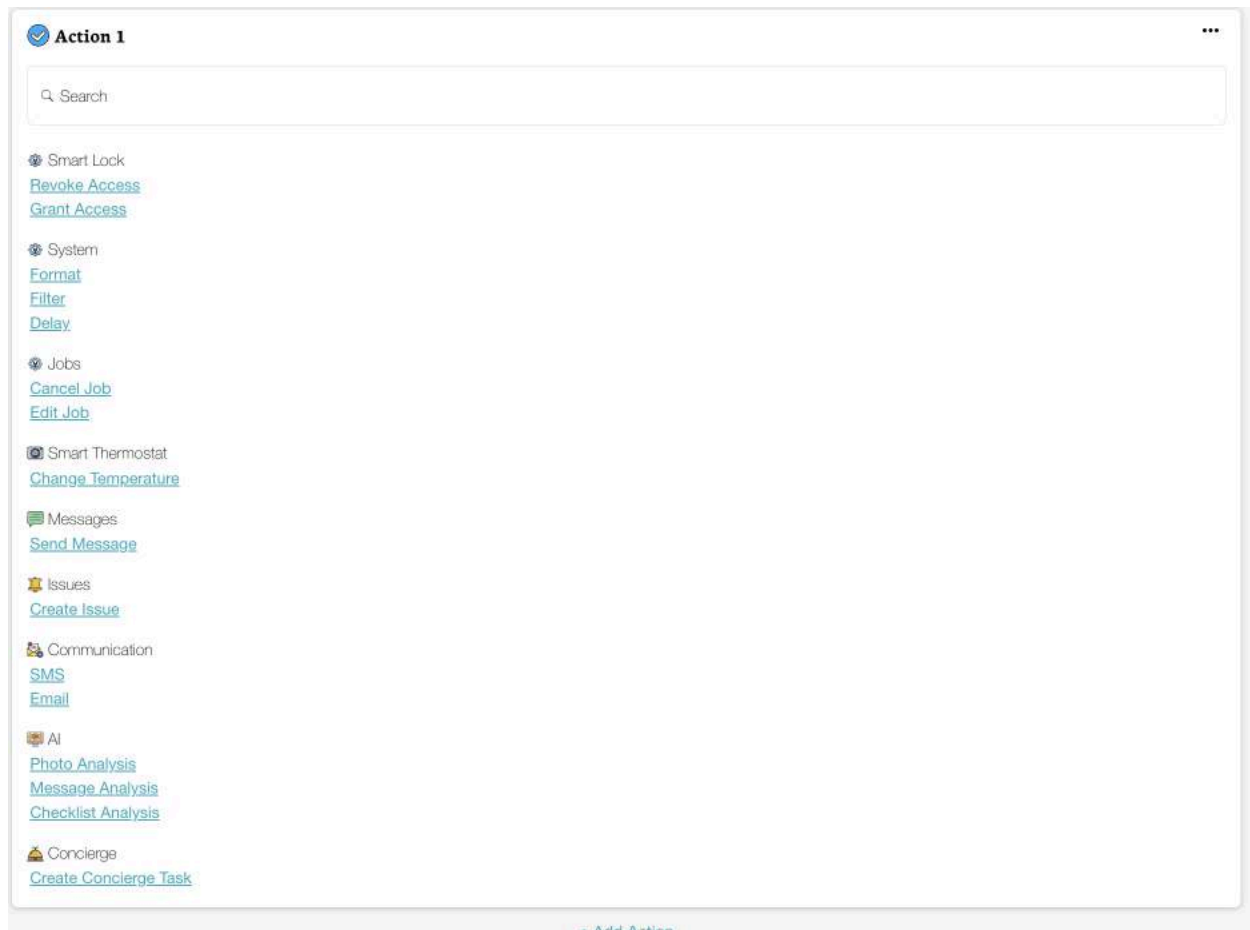 Action 1
Search
Smart Lock
Revoke Access
Grant Access
System
Format
Filter
Delay
Jobs
Cancel Job
Edit Job
Smart Thermostat
Change Temperature
Messages
Send Message
Issues
Create Issue
Communication
SMS
Email
AI
Photo Analysis
Message Analysis
Checklist Analysis
Concierge
Create Concierge Task
Add Action